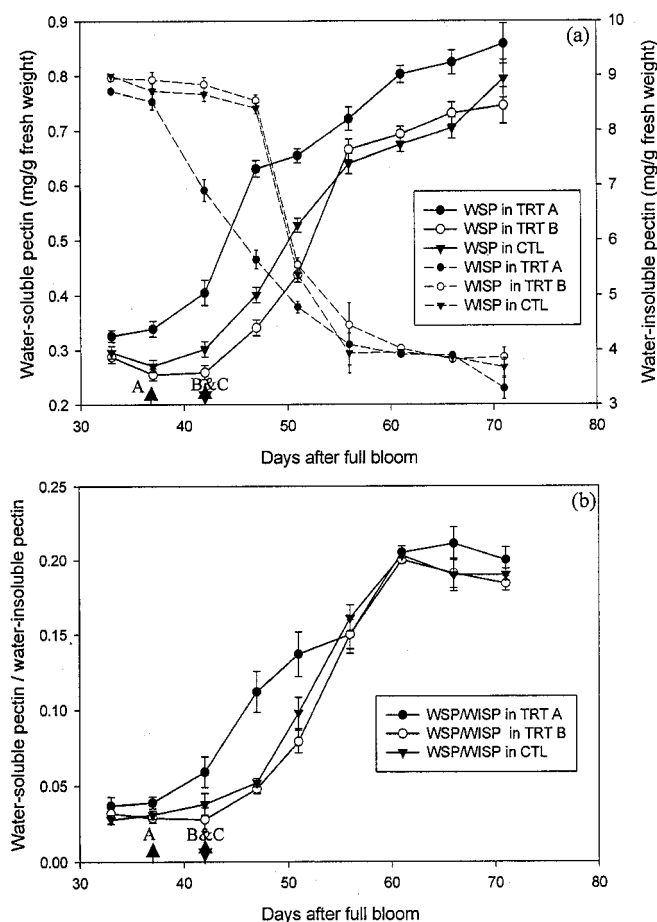 (a)
Water-soluble pectin (mg/g fresh weight)
0.9
0.8
0.7
0.6
0.5
0.4
0.3
0.2
10
9
8
7
6
5
4
3
Water-insoluble pectin (mg/g fresh weight)
WSP in TRT A
WSP in TRT B
WSP in CTL
WISP in TRT A
WISP in TRT B
WISP in CTL
A
B&C
30 40 50 60 70 80
Days after full bloom
(b)
Water-soluble pectin / water-insoluble pectin
0.25
0.20
0.15
0.10
0.05
0.00
WSP/WISP in TRT A
WSP/WISP in TRT B
WSP/WISP in CTL
A
B&C
30 40 50 60 70 80
Days after full bloom